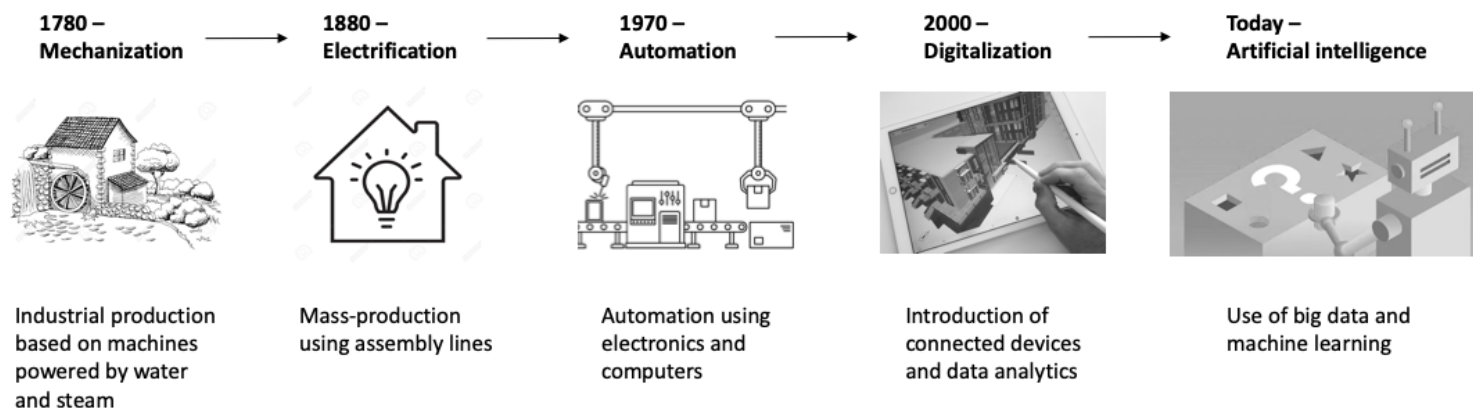 1780 –
Mechanization
1880 –
Electrification
1970 –
Automation
2000 –
Digitalization
Today –
Artificial intelligence
Industrial production
based on machines
powered by water
and steam
Mass-production
using assembly lines
Automation using
electronics and
computers
Introduction of
connected devices
and data analytics
Use of big data and
machine learning